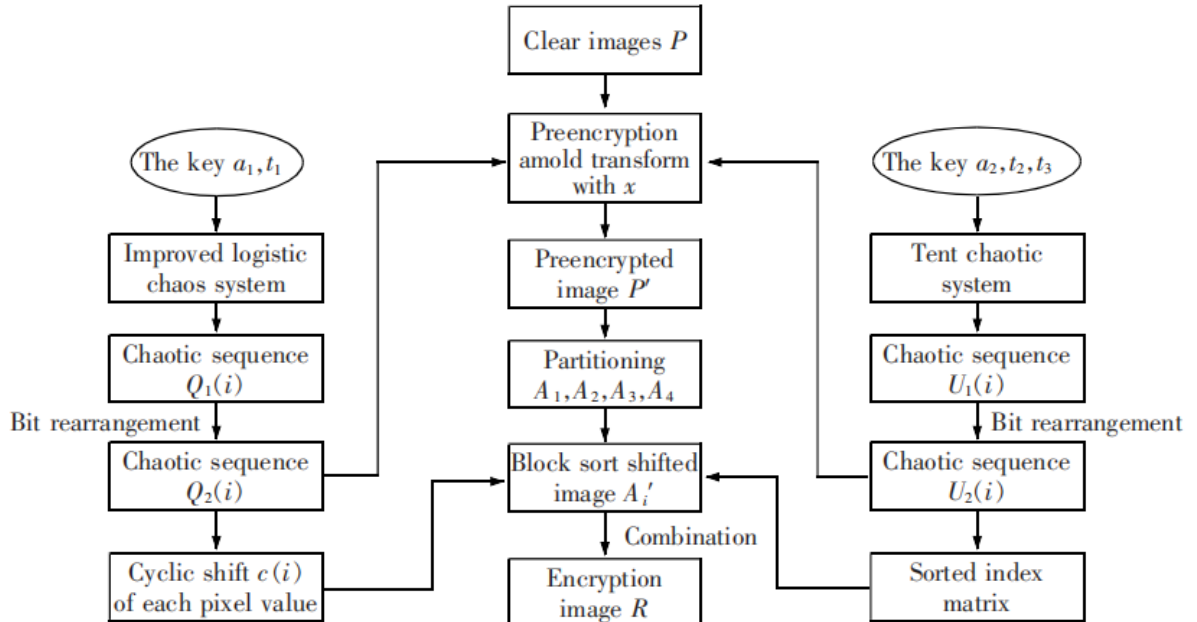 Clear images P
Preencryption
amold transform
with x
The key a₁,t₁
The key a₂,t₂,t₃
Improved logistic
chaos system
Preencrypted
image P′
Tent chaotic
system
Chaotic sequence
Q₁(i)
Partitioning
A₁,A₂,A₃,A₄
Chaotic sequence
U₁(i)
Bit rearrangement
Bit rearrangement
Chaotic sequence
Q₂(i)
Block sort shifted
image Aᵢ′
Chaotic sequence
U₂(i)
Combination
Cyclic shift c(i)
of each pixel value
Encryption
image R
Sorted index
matrix